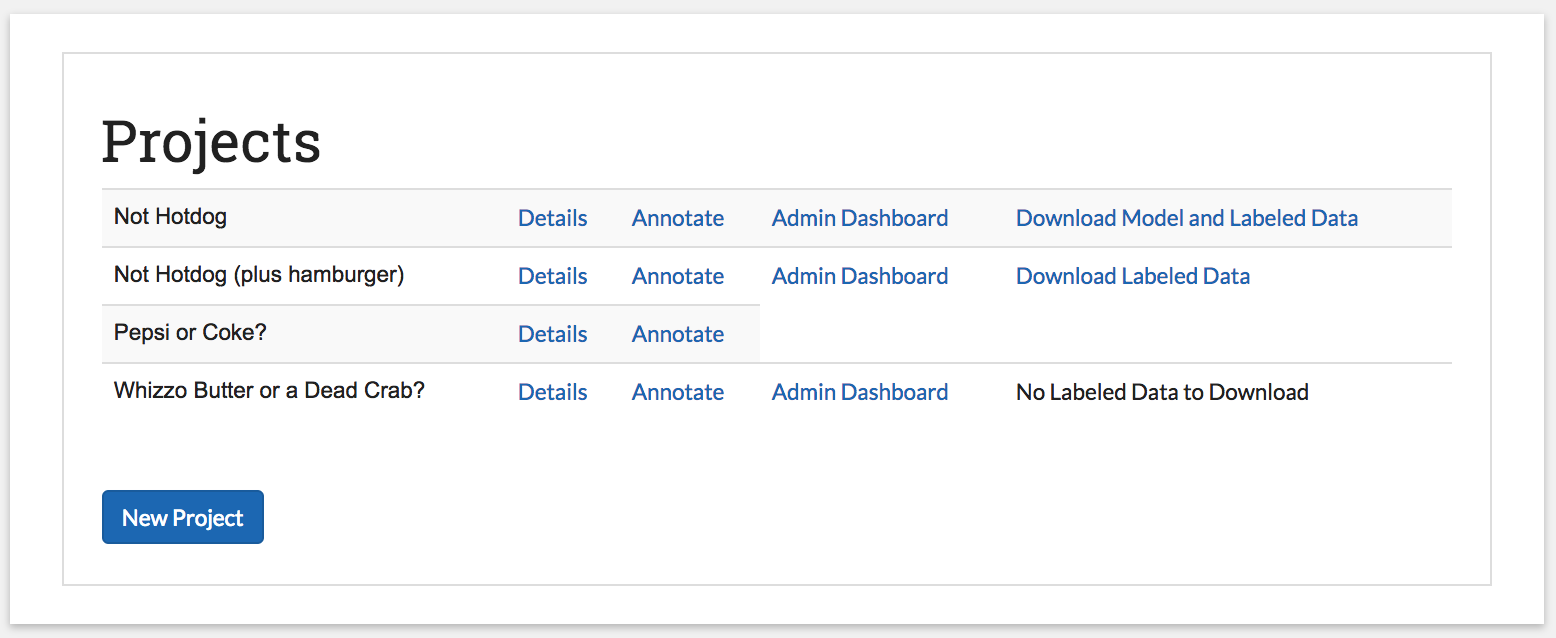 Projects
Not Hotdog Details Annotate Admin Dashboard Download Model and Labeled Data
Not Hotdog (plus hamburger) Details Annotate Admin Dashboard Download Labeled Data
Pepsi or Coke? Details Annotate
Whizzo Butter or a Dead Crab? Details Annotate Admin Dashboard No Labeled Data to Download
New Project